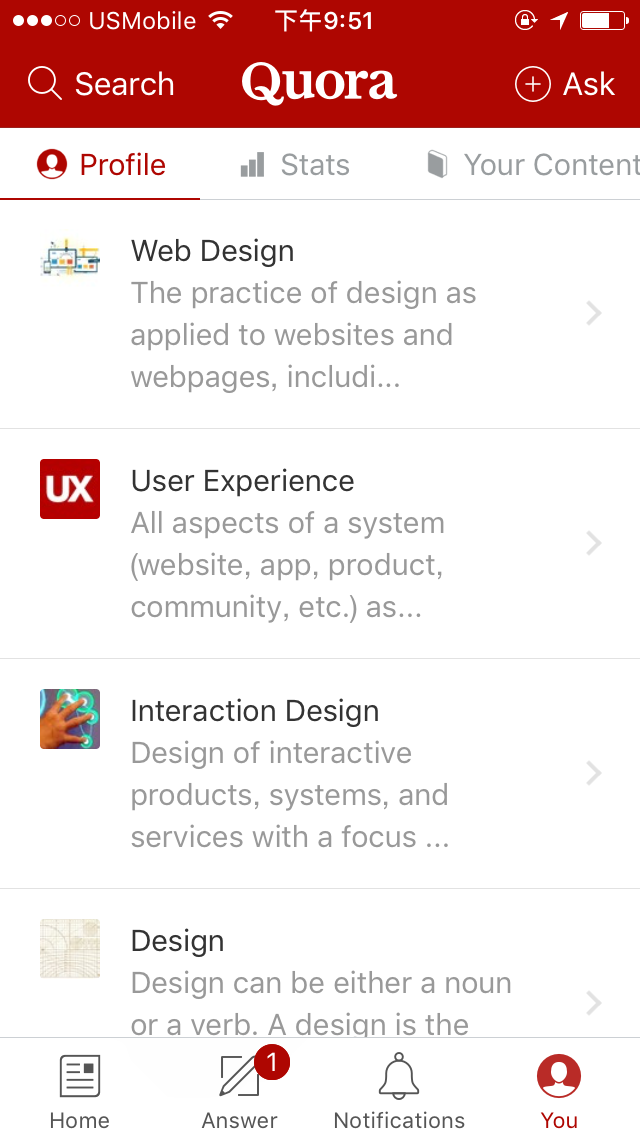 USMobile 下午9:51
Search Quora Ask
Profile Stats Your Content
Web Design
The practice of design as
applied to websites and
webpages, includi...
UX
User Experience
All aspects of a system
(website, app, product,
community, etc.) as...
Interaction Design
Design of interactive
products, systems, and
services with a focus ...
Design
Design can be either a noun
or a verb. A design is the
1
Home Answer Notifications You